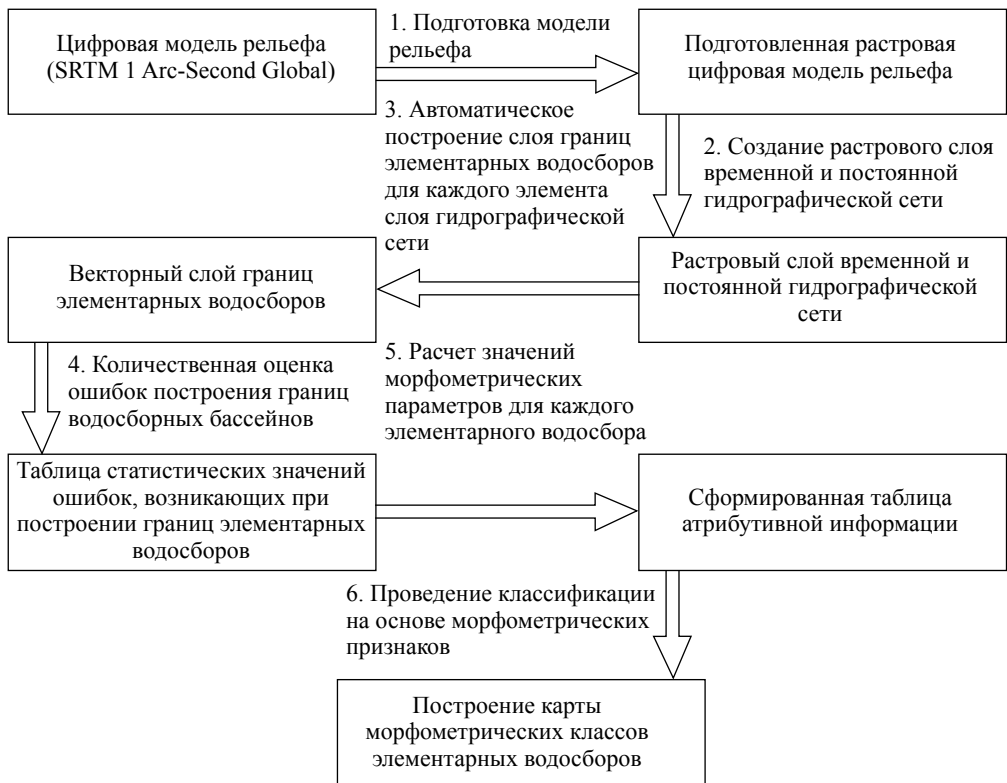 Цифровая модель рельефа
(SRTM 1 Arc-Second Global)
1. Подготовка модели
рельефа
Подготовленная растровая
цифровая модель рельефа
2. Создание растрового слоя
временной и постоянной
гидрографической сети
3. Автоматическое
построение слоя границ
элементарных водосборов
для каждого элемента
слоя гидрографической
сети
Растровый слой временной и
постоянной гидрографической
сети
Векторный слой границ
элементарных водосборов
4. Количественная оценка
ошибок построения границ
водосборных бассейнов
5. Расчет значений
морфометрических
параметров для каждого
элементарного водосбора
Таблица статистических значений
ошибок, возникающих при
построении границ элементарных
водосборов
Сформированная таблица
атрибутивной информации
6. Проведение классификации
на основе морфометрических
признаков
Построение карты
морфометрических классов
элементарных водосборов